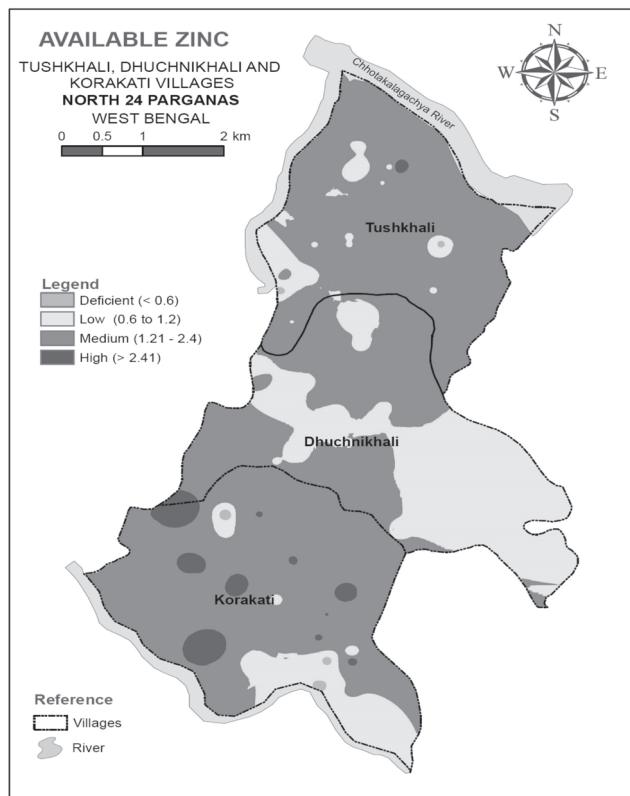 AVAILABLE ZINC
TUSHKHALI, DHUCHNIKHALI AND
KORAKATI VILLAGES
NORTH 24 PARGANAS
WEST BENGAL
0 0.5 1 2 km
N
W E
S
Chhotakalagachya River
Tushkhali
Legend
Deficient (< 0.6)
Low (0.6 to 1.2)
Medium (1.21 - 2.4)
High (> 2.41)
Dhuchnikhali
Korakati
Reference
Villages
River